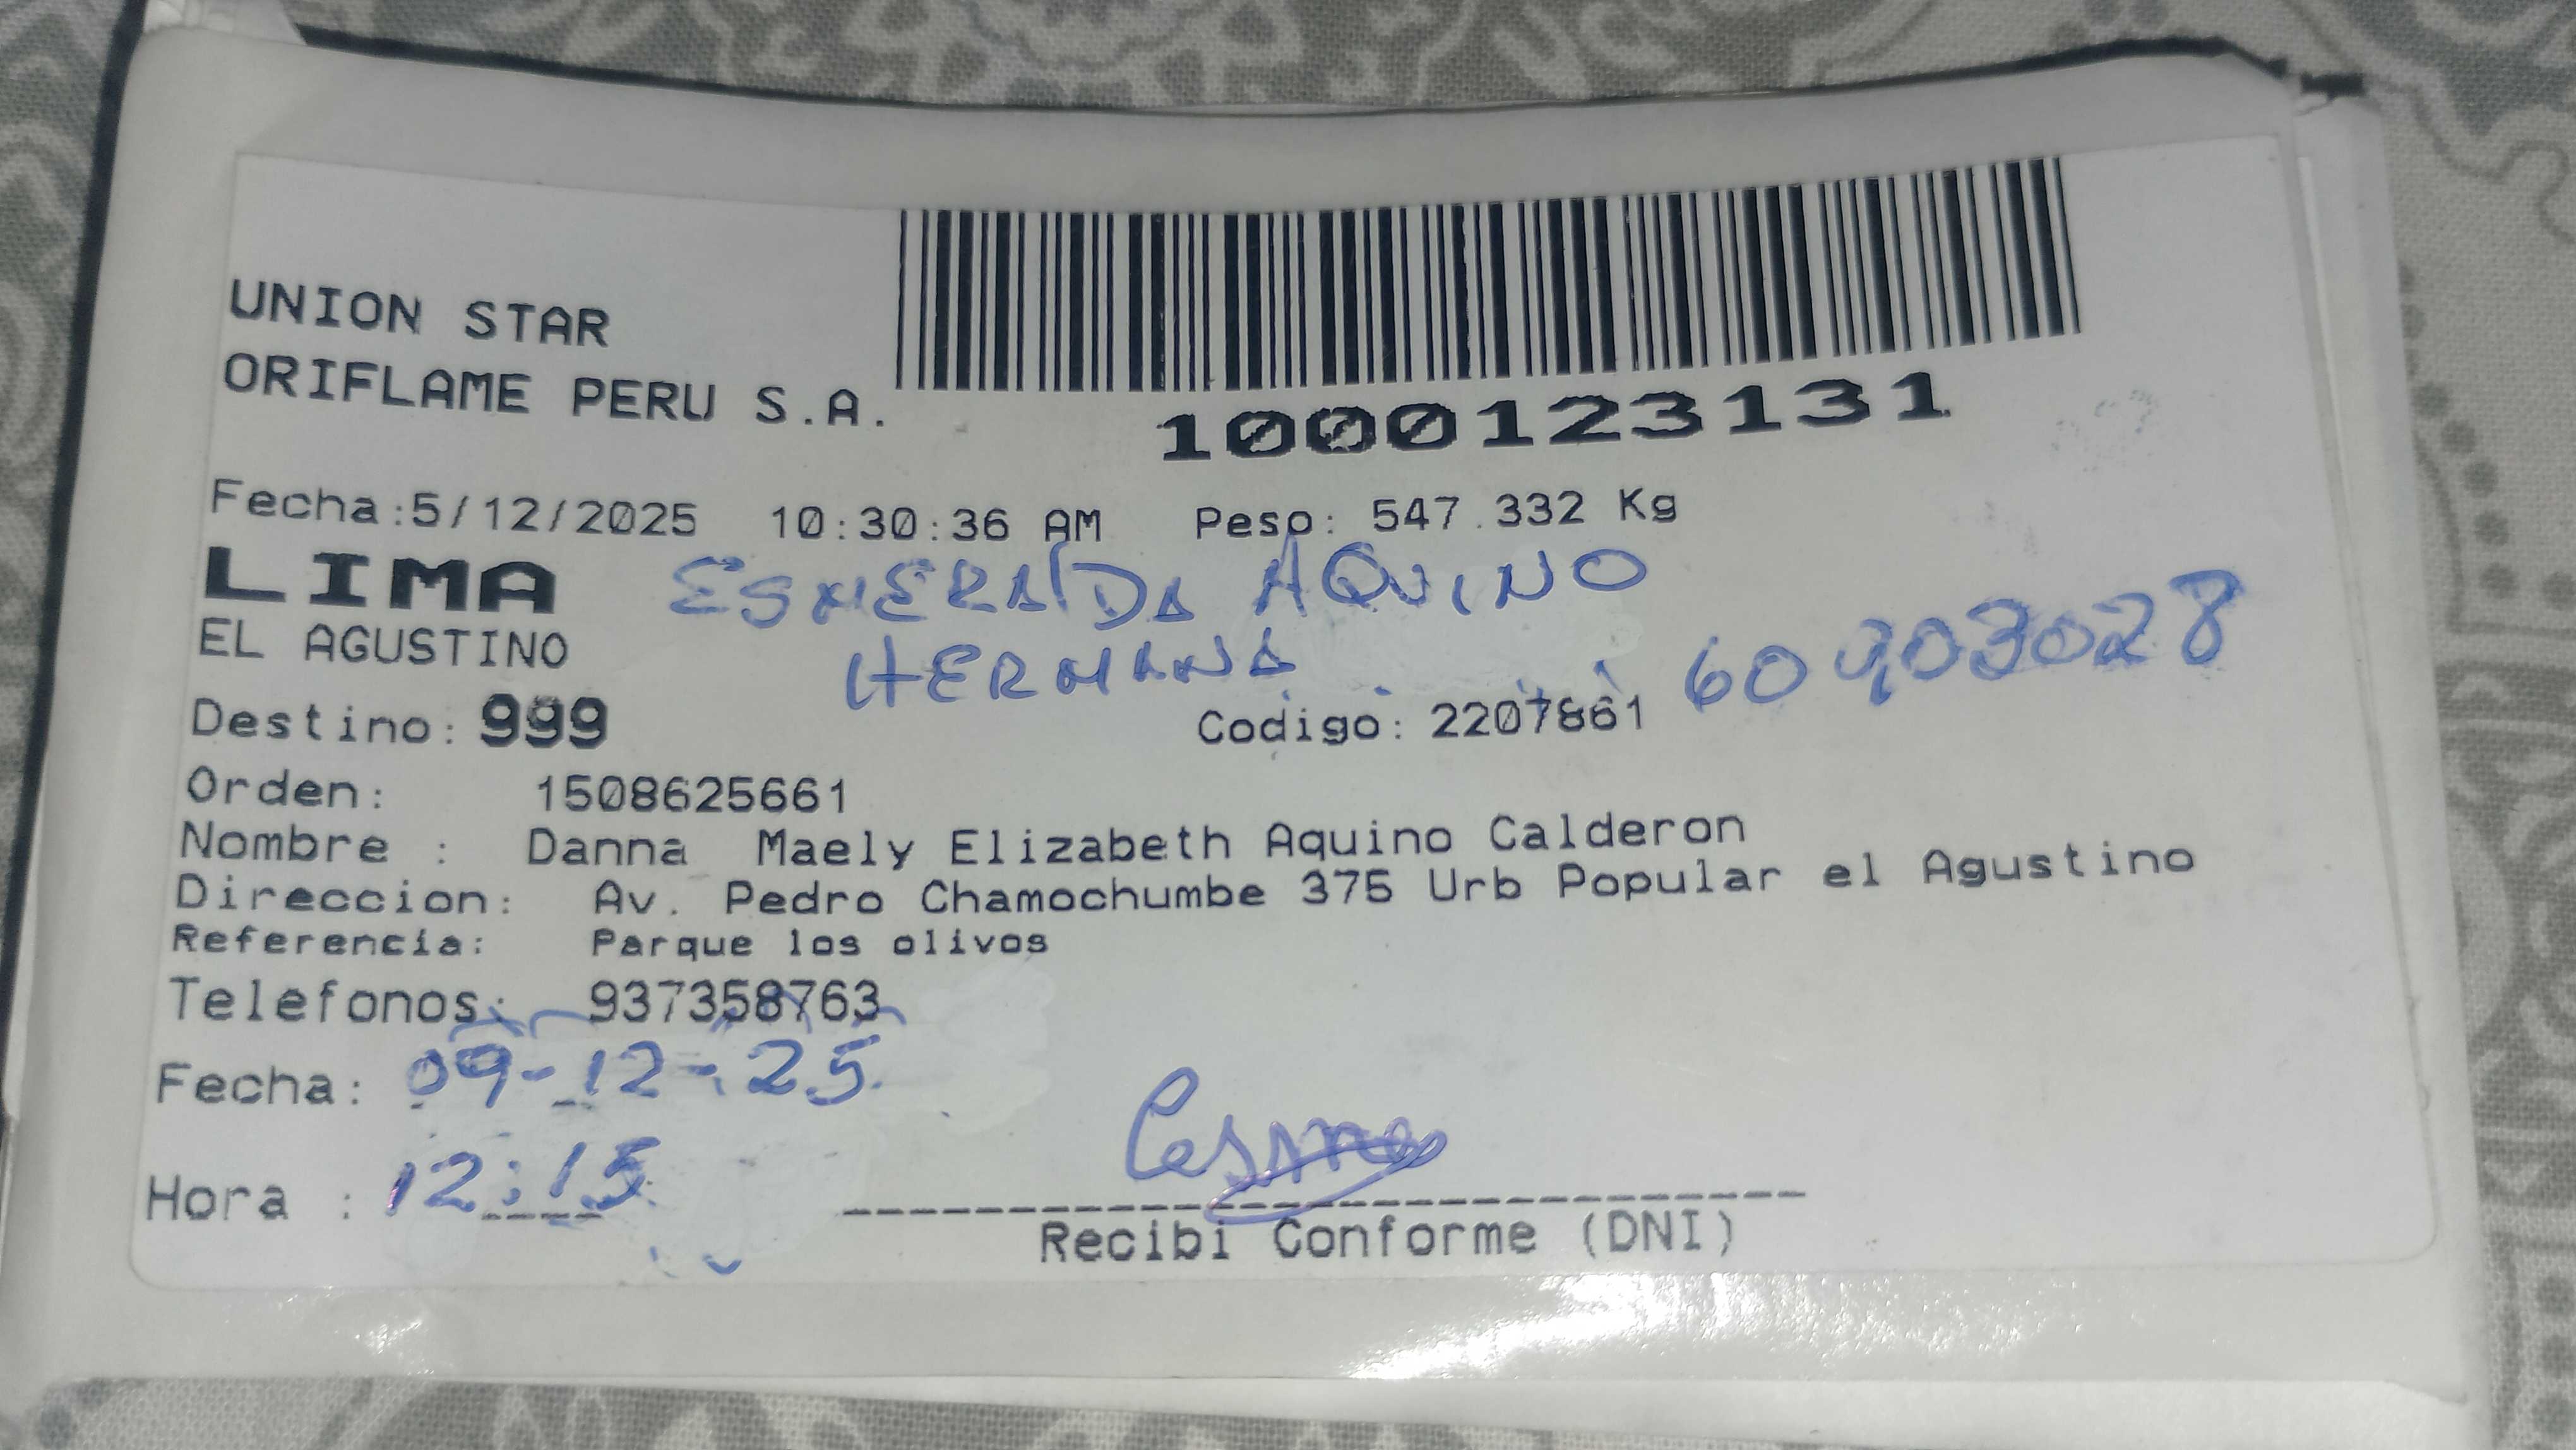 UNION STAR
ORIFLAME PERU S.A.
1000123131
Fecha:5/12/2025 10:30:36 AM Peso: 547.332 Kg
LIMA ESMERALDA AQUINO
EL AGUSTINO HERMANA 60903028
Destino: 999 Codigo: 2207861
Orden: 1508625661
Nombre : Danna Maely Elizabeth Aquino Calderon
Direccion: Av. Pedro Chamochumbe 375 Urb Popular el Agustino
Referencia: Parque los olivos
Telefonos: 937358763
Fecha: 09-12-25
Hora : 12:15
Recibi Conforme (DNI)